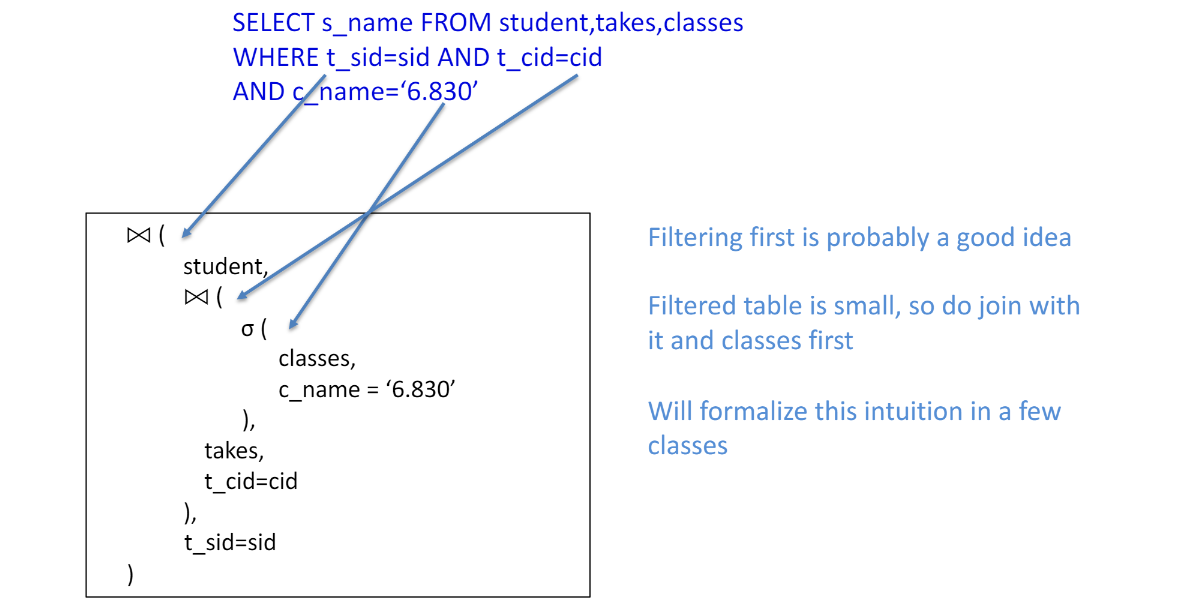 SELECT s_name FROM student,takes,classes
WHERE t_sid=sid AND t_cid=cid
AND c_name=‘6.830’
⨝ (
student,
⨝ (
σ (
classes,
c_name = ‘6.830’
),
takes,
t_cid=cid
),
t_sid=sid
)
Filtering first is probably a good idea
Filtered table is small, so do join with
it and classes first
Will formalize this intuition in a few
classes